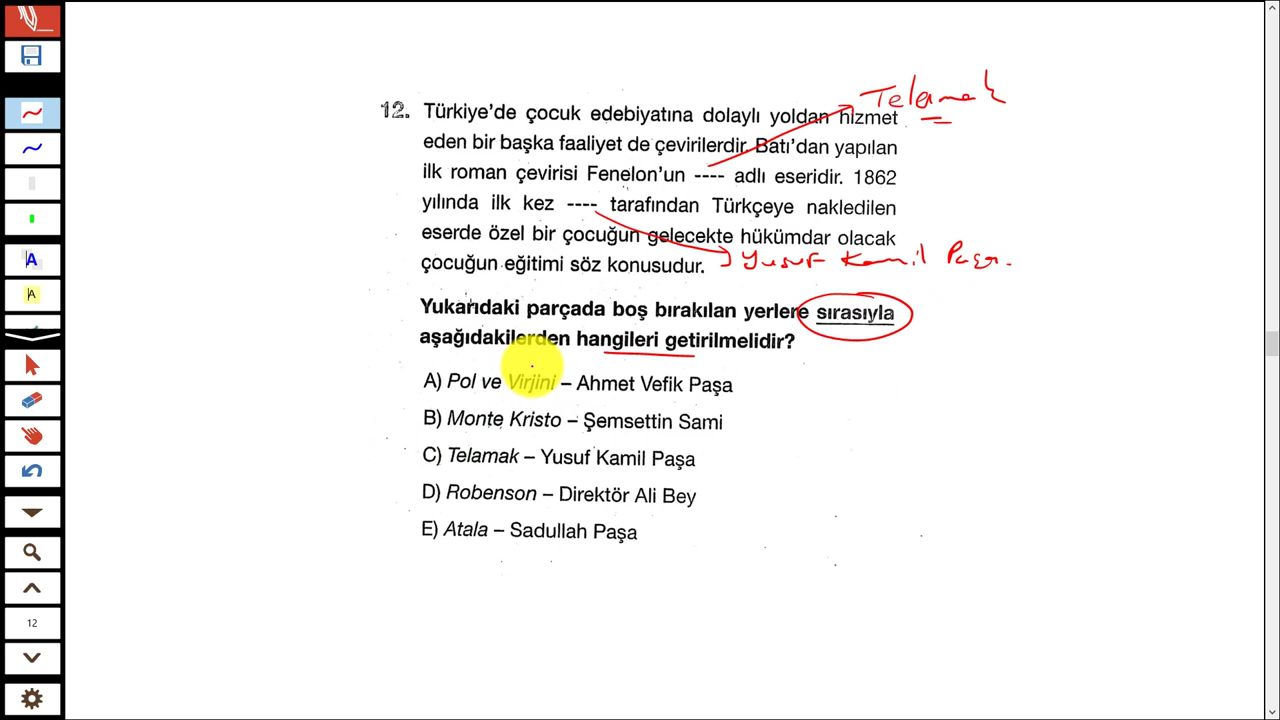 Telamak
12. Türkiye'de çocuk edebiyatına dolaylı yoldan hizmet
eden bir başka faaliyet de çevirilerdir. Batı'dan yapılan
ilk roman çevirisi Fenelon'un ---- adlı eseridir. 1862
yılında ilk kez ---- tarafından Türkçeye nakledilen
eserde özel bir çocuğun gelecekte hükümdar olacak
Yusuf Kamil Paşa.
çocuğun eğitimi söz konusudur.
Yukarıdaki parçada boş bırakılan yerlere sırasıyla
aşağıdakilerden hangileri getirilmelidir?
A) Pol ve Virjini – Ahmet Vefik Paşa
B) Monte Kristo – Şemsettin Sami
C) Telamak – Yusuf Kamil Paşa
D) Robenson – Direktör Ali Bey
E) Atala – Sadullah Paşa
A
A
12